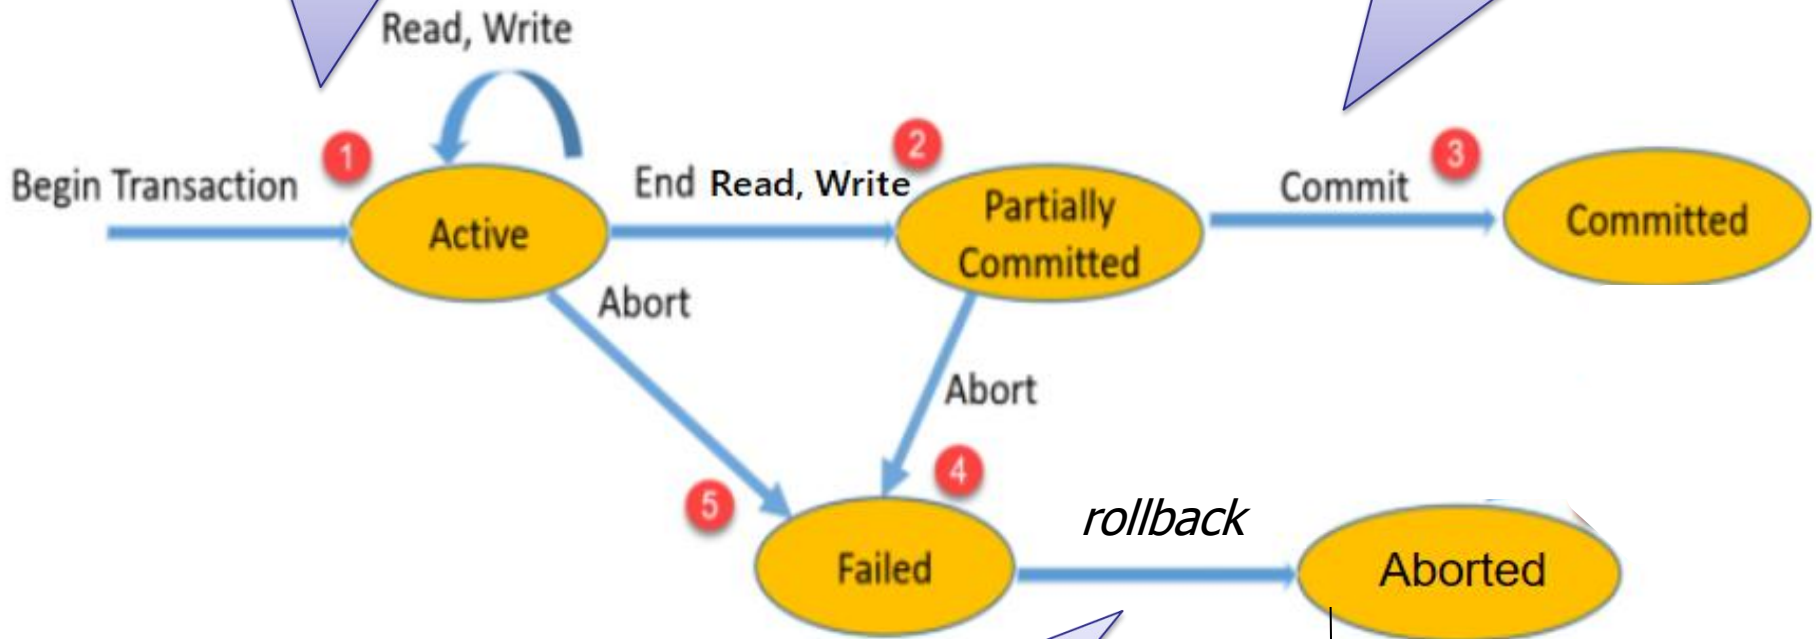 Read, Write
1
2
3
Begin Transaction
End Read, Write
Commit
Active
Partially
Committed
Committed
Abort
Abort
5
4
rollback
Failed
Aborted